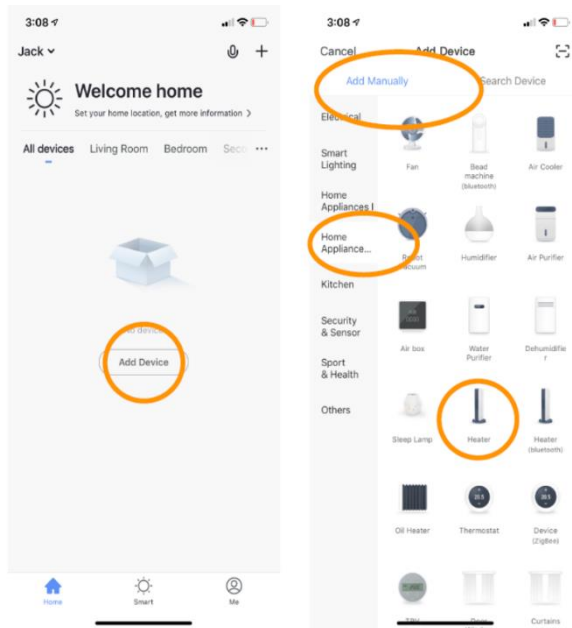 3:08
Jack
Welcome home
Set your home location, get more information >
All devices Living Room Bedroom
Add Device
Home Smart Me
3:08
Cancel Add Device
Add Manually Search Device
Electrical
Smart
Lighting
Home
Appliances I
Home
Appliance...
Kitchen
Security
& Sensor
Sport
& Health
Others
Fan
Bead
machine
(bluetooth)
Air Cooler
Robot
Vacuum
Humidifier
Air Purifier
Air box
Water
Purifier
Dehumidifie
r
Sleep Lamp
Heater
Heater
(bluetooth)
Oil Heater
Thermostat
Device
(ZigBee)
Curtains